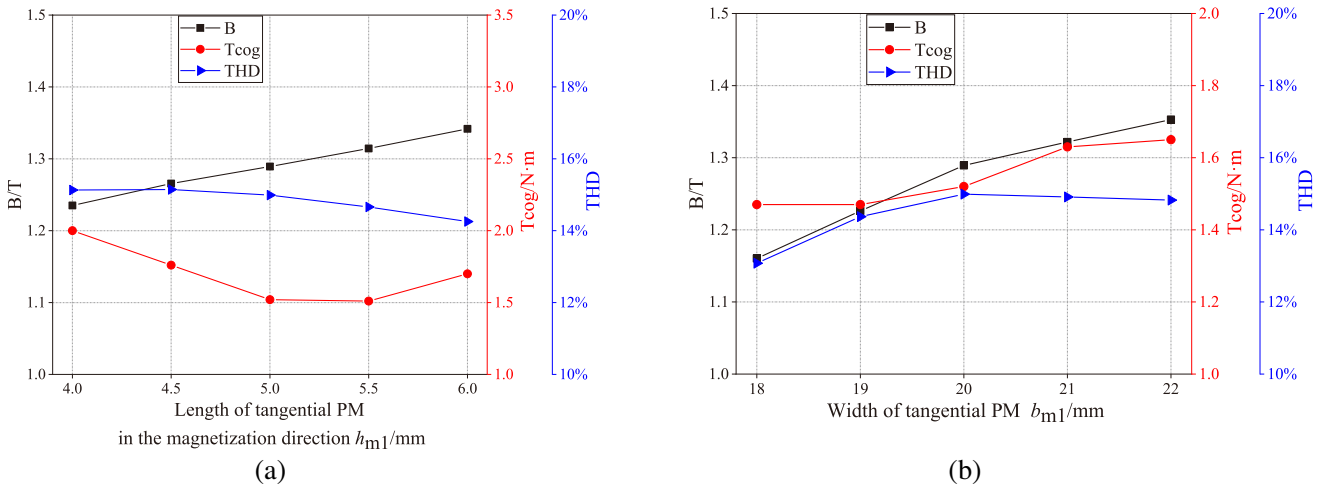 B
Tcog
THD
1.5
1.4
1.3
1.2
1.1
1.0
B/T
3.5
3.0
2.5
2.0
1.5
1.0
Tcog/N·m
20%
18%
16%
14%
12%
10%
THD
4.0 4.5 5.0 5.5 6.0
Length of tangential PM
in the magnetization direction hm1/mm
(a)
B
Tcog
THD
1.5
1.4
1.3
1.2
1.1
1.0
B/T
2.0
1.8
1.6
1.4
1.2
1.0
Tcog/N·m
20%
18%
16%
14%
12%
10%
THD
18 19 20 21 22
Width of tangential PM bm1/mm
(b)